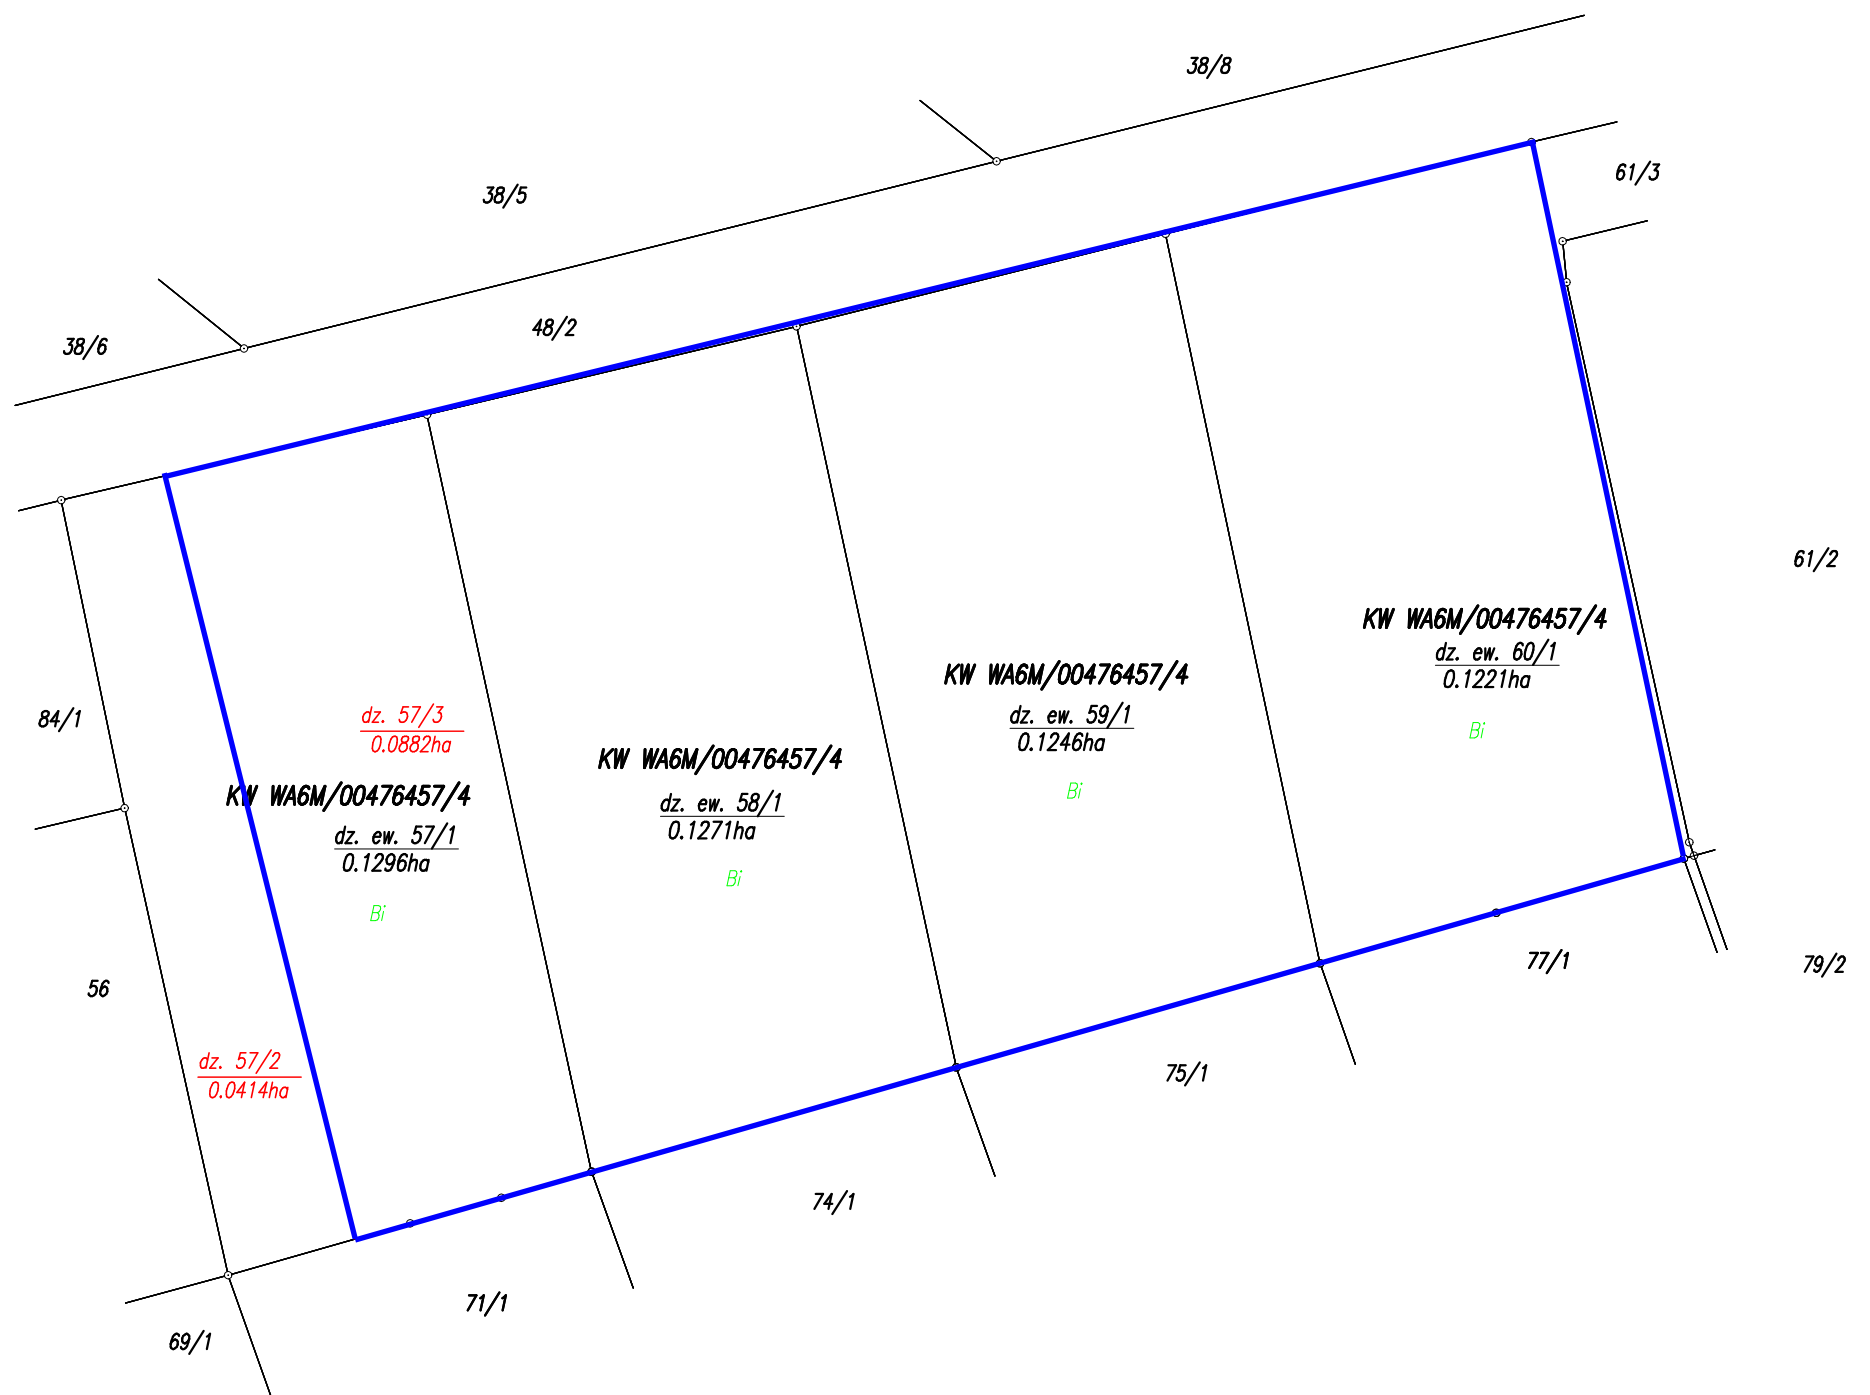 38/8
61/3
38/5
48/2
38/6
61/2
KW WA6M/00476457/4
dz. ew. 60/1
0.1221ha
Bi
KW WA6M/00476457/4
dz. ew. 59/1
0.1246ha
Bi
84/1
dz. 57/3
0.0882ha
KW WA6M/00476457/4
dz. ew. 58/1
0.1271ha
Bi
KW WA6M/00476457/4
dz. ew. 57/1
0.1296ha
Bi
56
77/1
79/2
dz. 57/2
0.0414ha
75/1
74/1
71/1
69/1